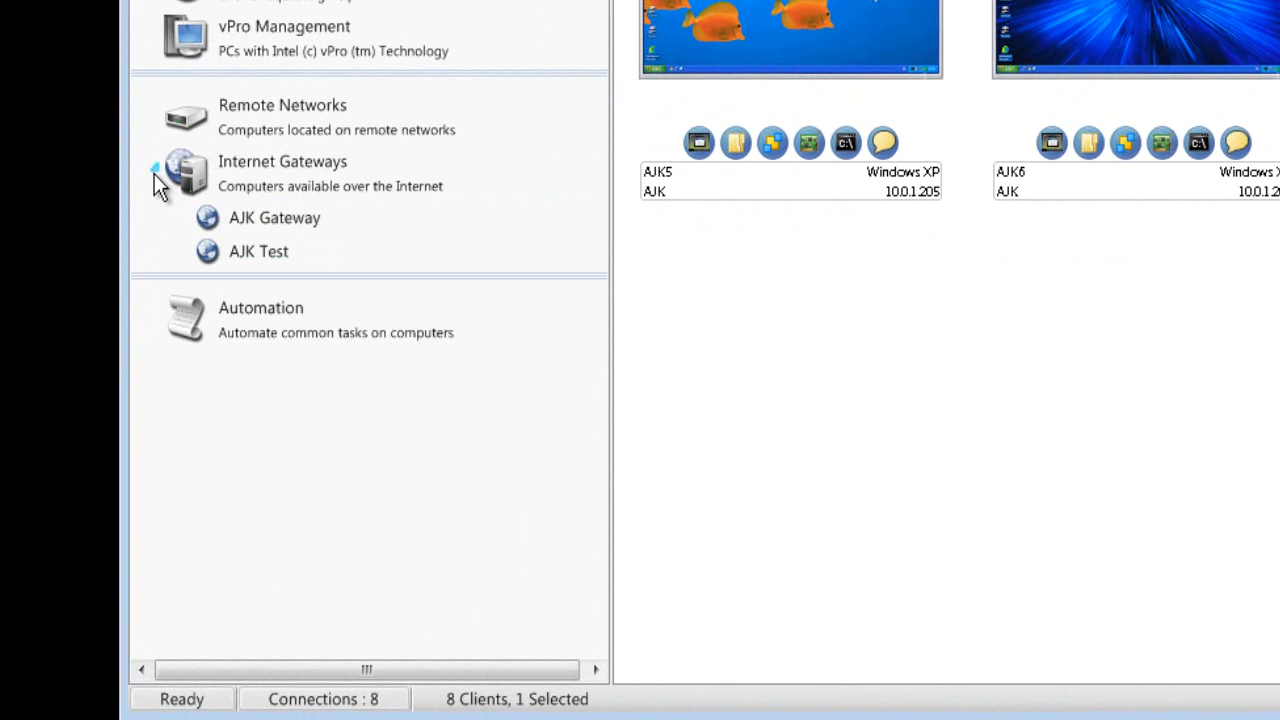 vPro Management
PCs with Intel (c) vPro (tm) Technology
Remote Networks
Computers located on remote networks
Internet Gateways
Computers available over the Internet
AJK Gateway
AJK Test
Automation
Automate common tasks on computers
AJK5 Windows XP
AJK 10.0.1.205
AJK6 Windows
AJK
C:\
C:\
Ready Connections : 8 8 Clients, 1 Selected